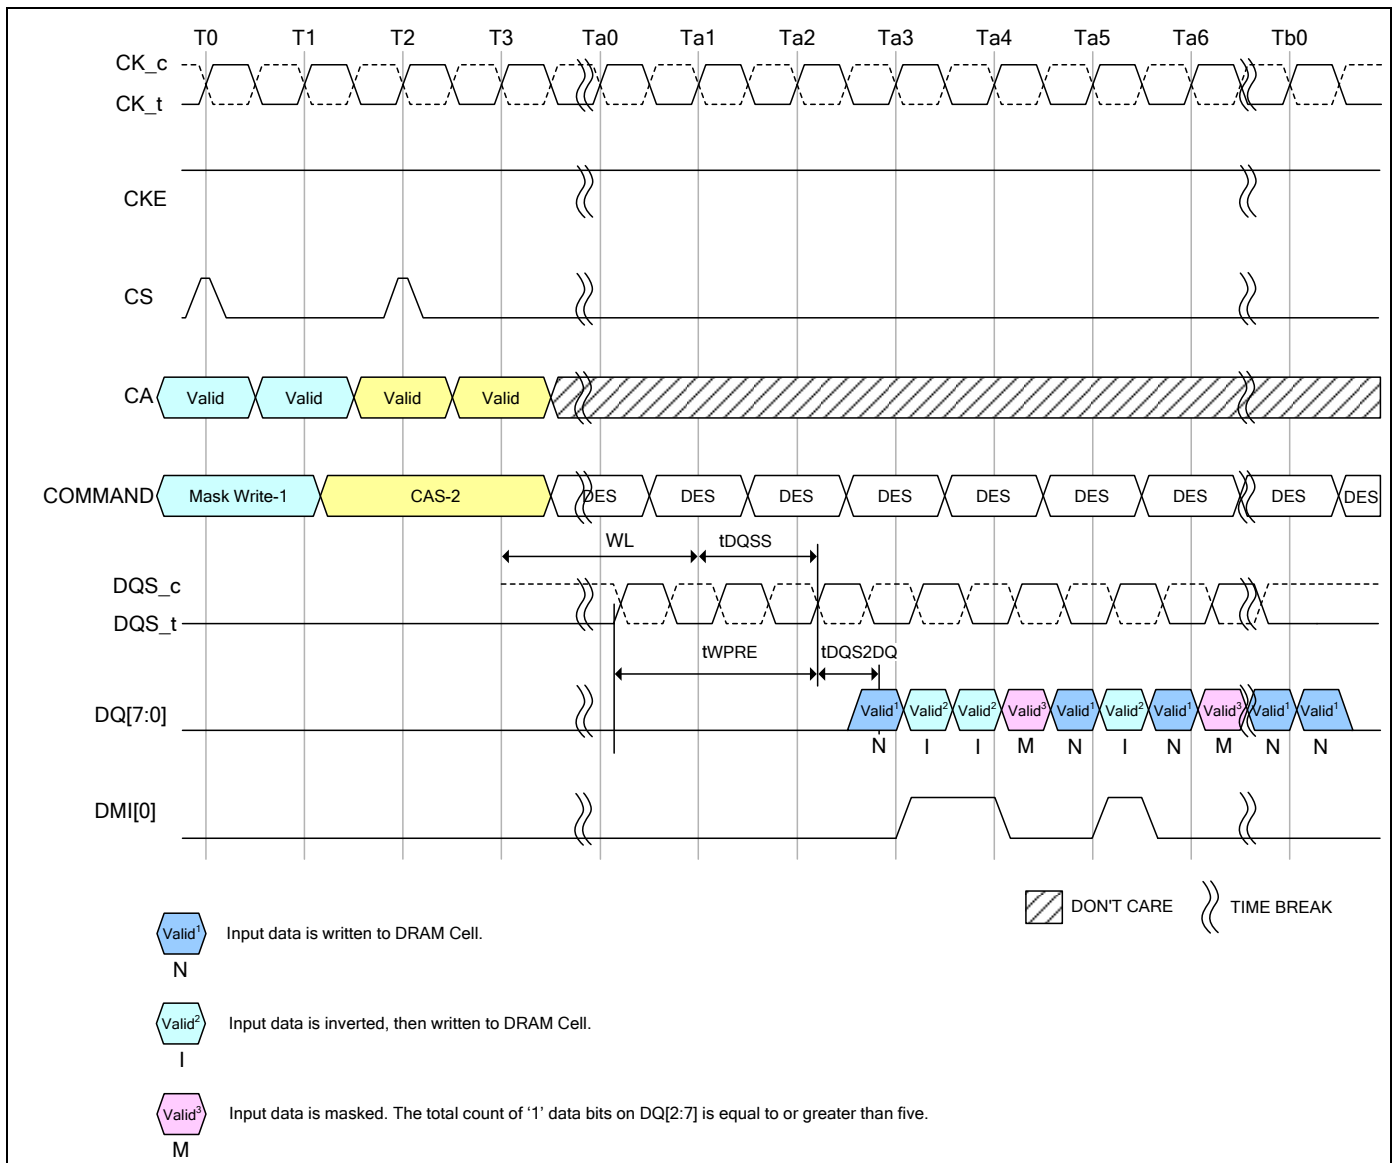 T0 T1 T2 T3 Ta0 Ta1 Ta2 Ta3 Ta4 Ta5 Ta6 Tb0
CK_c
CK_t
CKE
CS
CA Valid Valid Valid Valid
COMMAND Mask Write-1 CAS-2 DES DES DES DES DES DES DES DES DES
WL tDQSS
DQS_c
DQS_t
tWPRE tDQS2DQ
DQ[7:0] Valid¹ Valid² Valid² Valid³ Valid¹ Valid² Valid¹ Valid³ Valid¹ Valid¹
N I I M N I N M N N
DMI[0]
DON'T CARE TIME BREAK
Valid¹ Input data is written to DRAM Cell.
N
Valid² Input data is inverted, then written to DRAM Cell.
I
Valid³ Input data is masked. The total count of ‘1’ data bits on DQ[2:7] is equal to or greater than five.
M